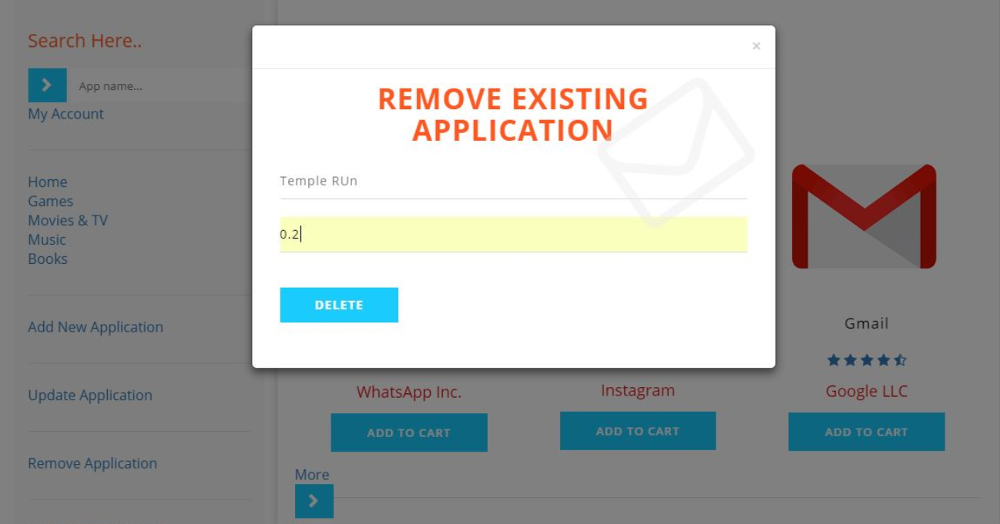 Search Here..
App name...
My Account
Home
Games
Movies & TV
Music
Books
Add New Application
Update Application
Remove Application
×
REMOVE EXISTING
APPLICATION
Temple RUn
0.2
DELETE
Gmail
WhatsApp Inc.
Instagram
Google LLC
ADD TO CART
ADD TO CART
ADD TO CART
More